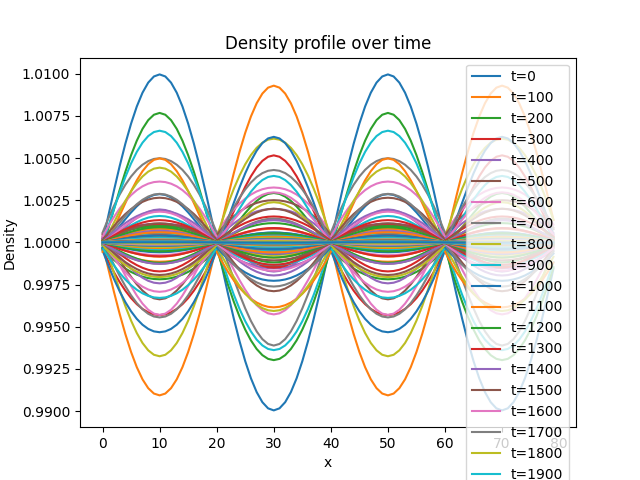 Density profile over time
1.0100
1.0075
1.0050
1.0025
1.0000
0.9975
0.9950
0.9925
0.9900
Density
0
10
20
30
40
50
60
70
80
x
t=0
t=100
t=200
t=300
t=400
t=500
t=600
t=700
t=800
t=900
t=1000
t=1100
t=1200
t=1300
t=1400
t=1500
t=1600
t=1700
t=1800
t=1900